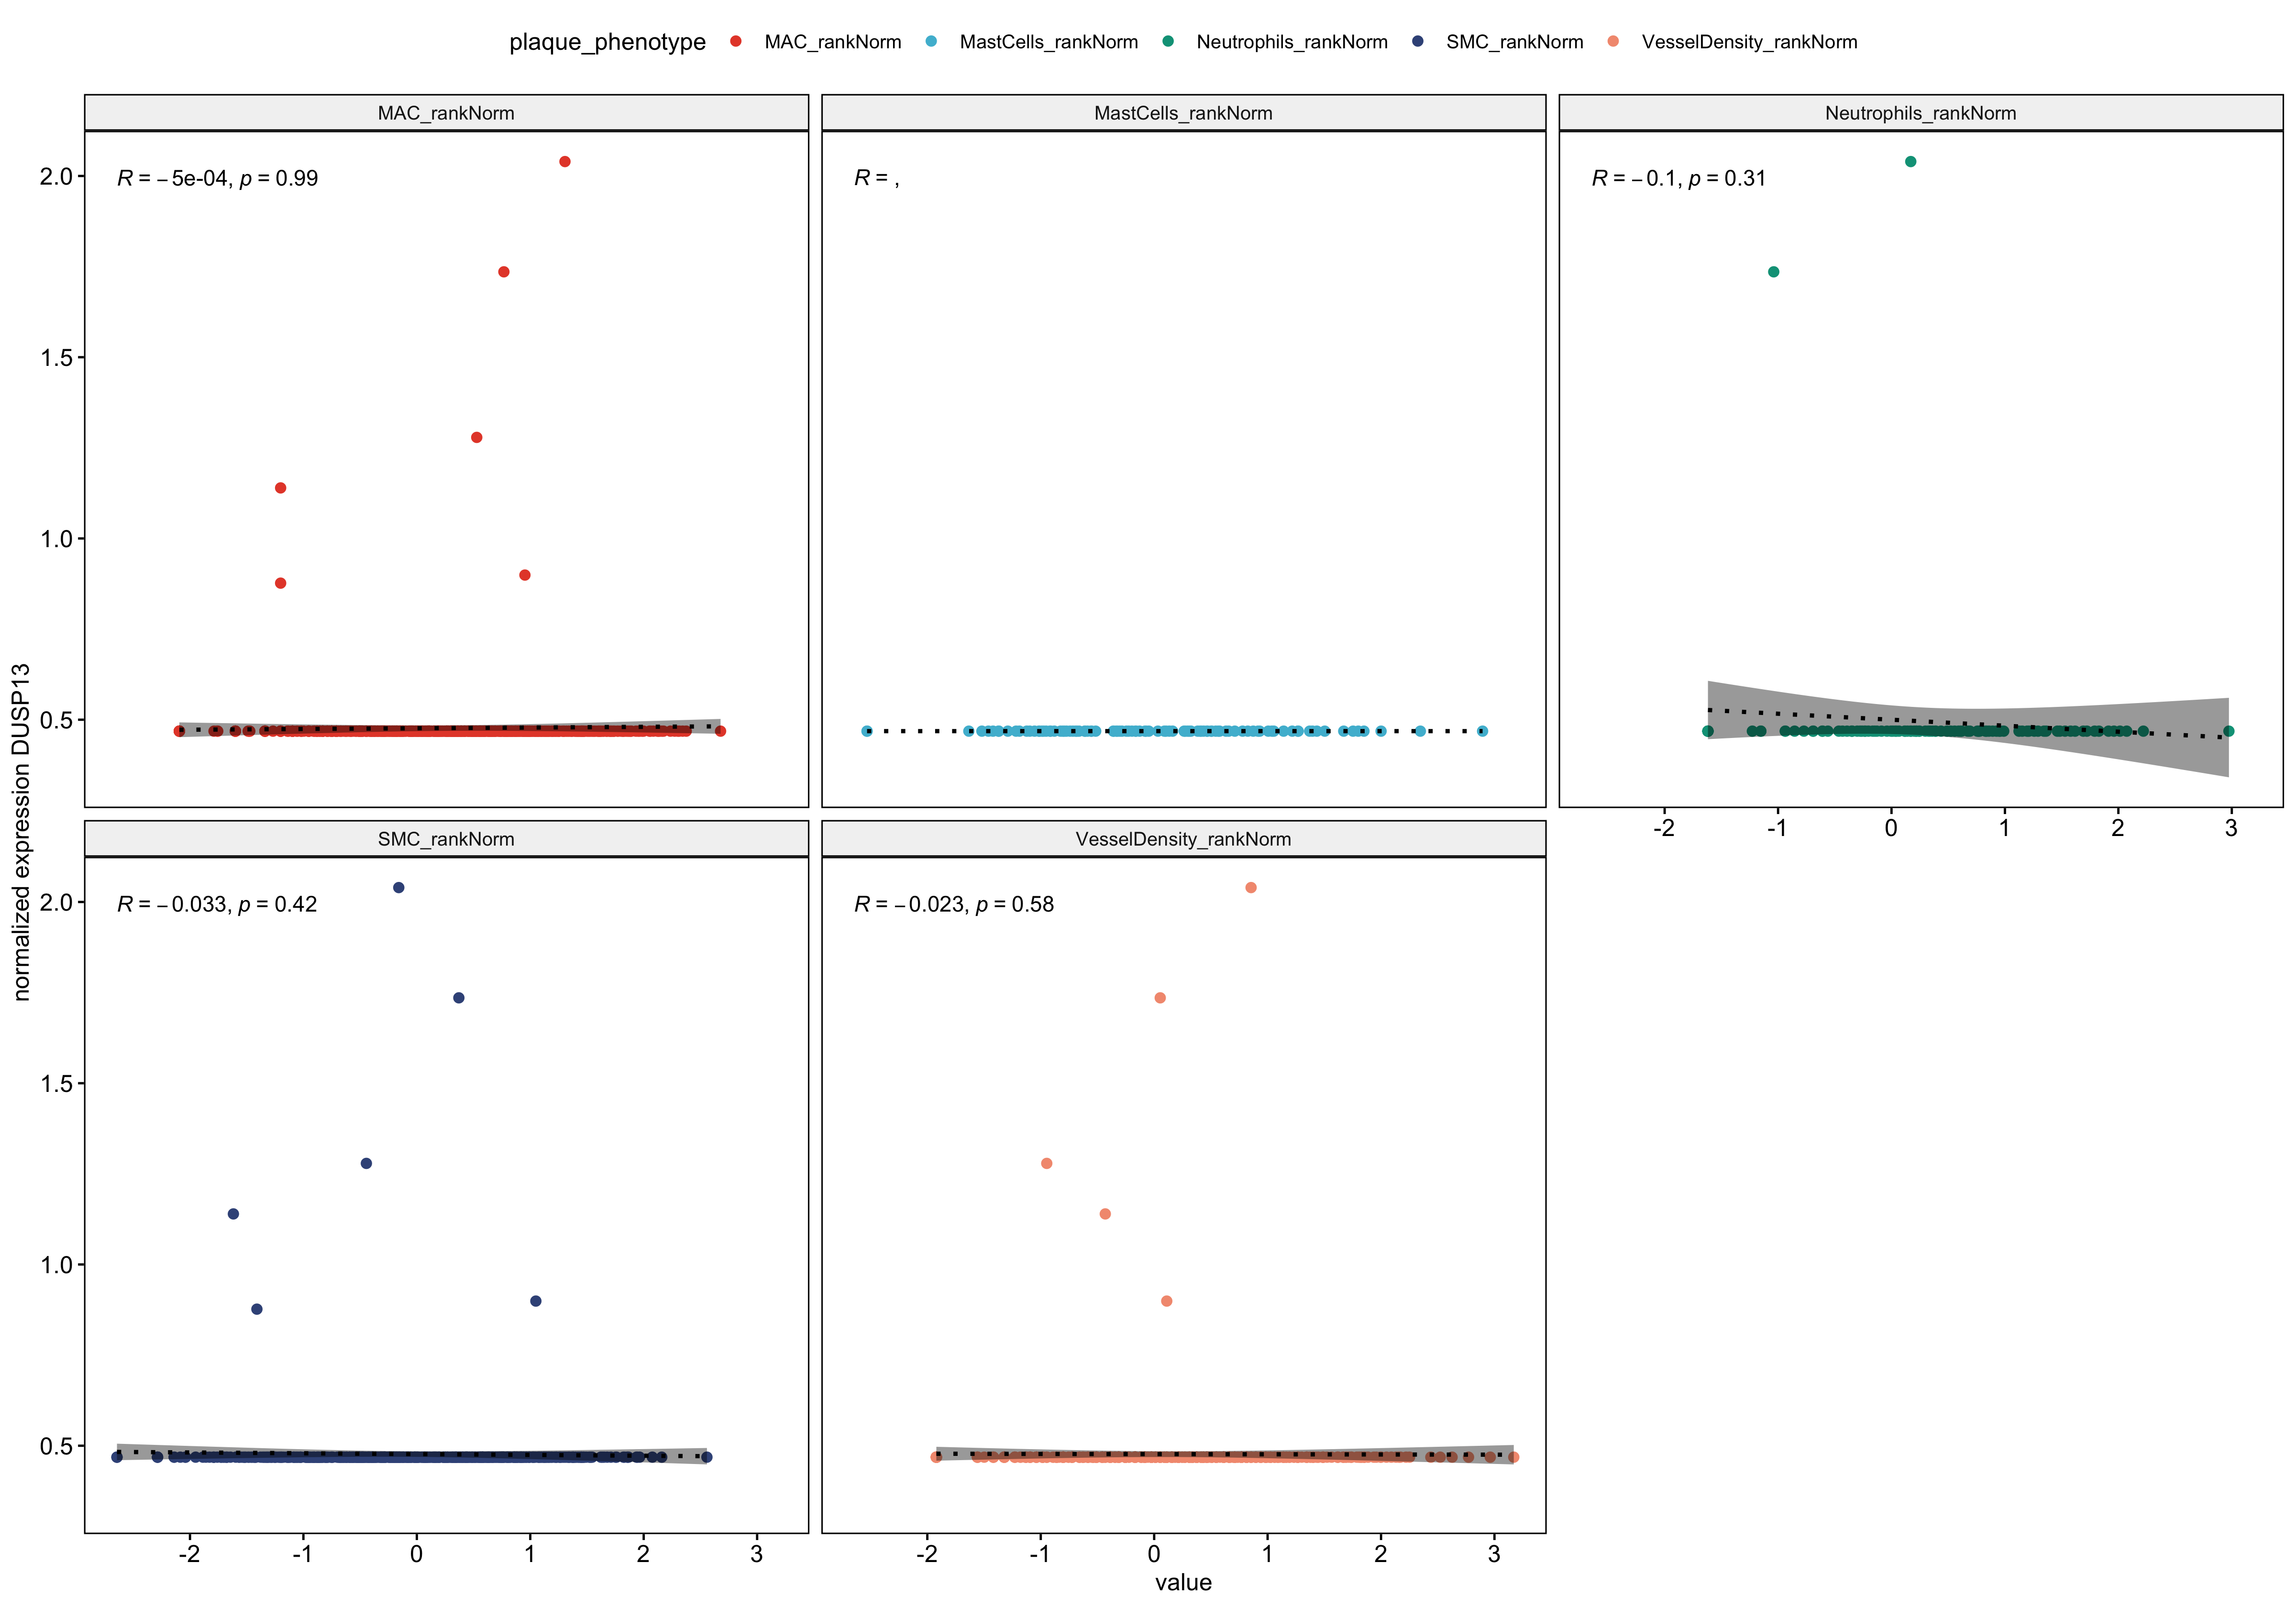 plaque_phenotype MAC_rankNorm MastCells_rankNorm Neutrophils_rankNorm SMC_rankNorm VesselDensity_rankNorm
MAC_rankNorm
MastCells_rankNorm
Neutrophils_rankNorm
R = −5e-04, p = 0.99
R = ,
R = −0.1, p = 0.31
2.0
1.5
1.0
0.5
-2 -1 0 1 2 3
normalized expression DUSP13
SMC_rankNorm
VesselDensity_rankNorm
R = −0.033, p = 0.42
R = −0.023, p = 0.58
2.0
1.5
1.0
0.5
-2 -1 0 1 2 3
-2 -1 0 1 2 3
value